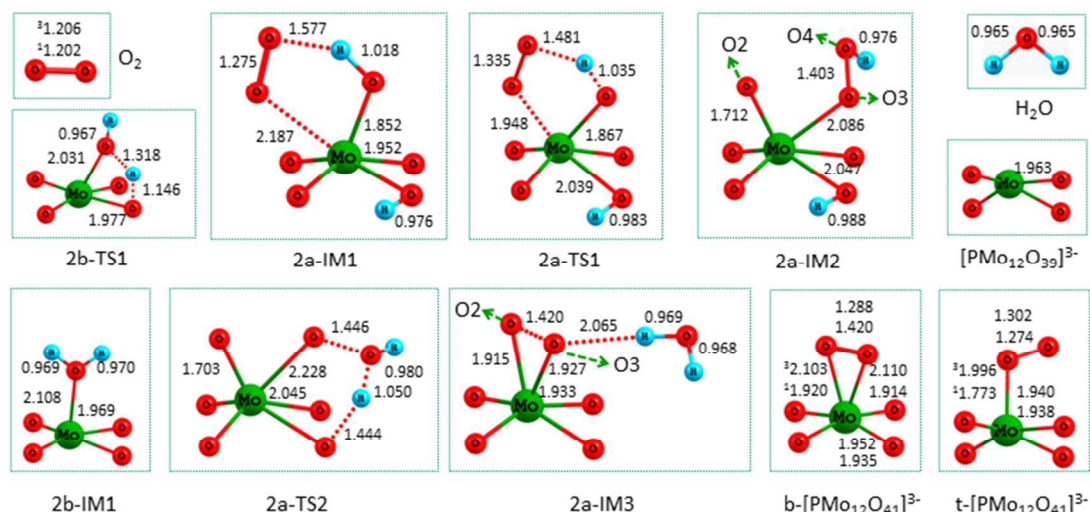 ³1.206
¹1.202
O₂
0.967
2.031
1.318
1.146
1.977
Mo
2b-TS1
1.577
1.018
1.275
2.187
1.852
1.952
Mo
0.976
2a-IM1
1.481
1.335
1.035
1.948
1.867
Mo
2.039
0.983
2a-TS1
O4
0.976
O2
1.403
O3
1.712
2.086
Mo
2.047
0.988
2a-IM2
0.965 0.965
H₂O
1.963
Mo
[PMo₁₂O₃₉]³⁻
0.969 0.970
2.108
1.969
Mo
2b-IM1
1.446
1.703
2.228
0.980
2.045
1.050
Mo
1.444
2a-TS2
O2
1.420
2.065
0.969
1.915
1.927
O3
0.968
1.933
Mo
2a-IM3
1.288
1.420
³2.103 2.110
¹1.920 1.914
Mo
1.952
1.935
b-[PMo₁₂O₄₁]³⁻
1.302
1.274
³1.996 1.940
¹1.773 1.938
Mo
t-[PMo₁₂O₄₁]³⁻